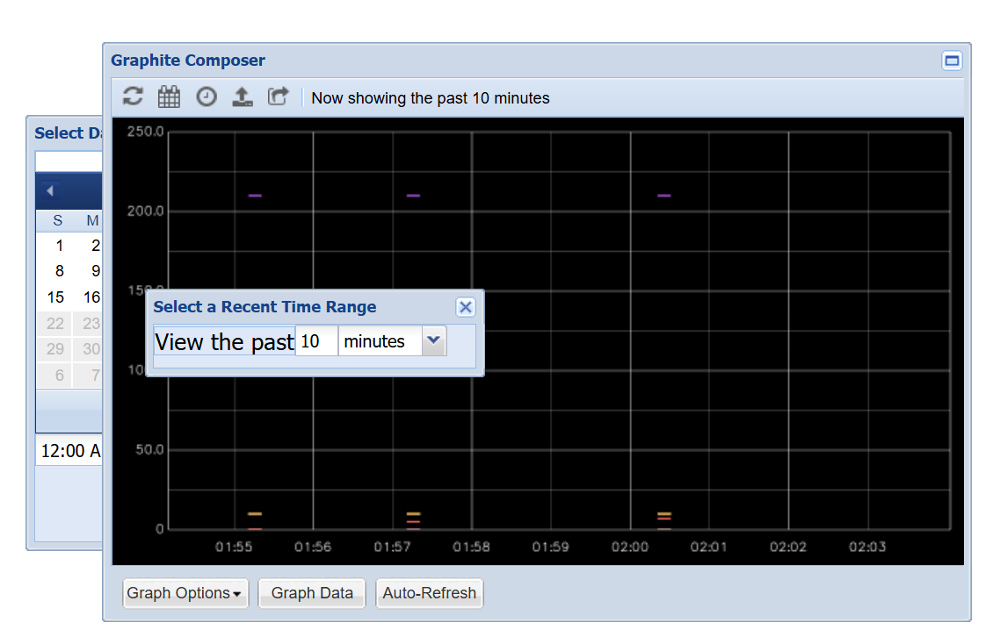 Graphite Composer
Now showing the past 10 minutes
Select Da
S M
1 2
8 9
15 16
22 23
29 30
6 7
12:00 A
250.0
200.0
150.0
Select a Recent Time Range
View the past 10 minutes
10
50.0
0
01:55 01:56 01:57 01:58 01:59 02:00 02:01 02:02 02:03
Graph Options Graph Data Auto-Refresh